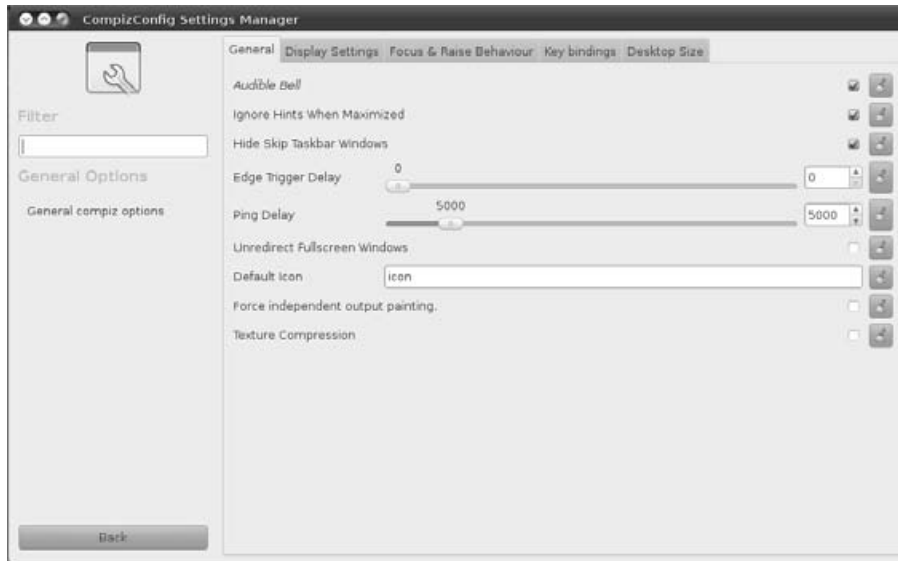 CompizConfig Settings Manager
Filter
General Options
General compiz options
Back
General Display Settings Focus & Raise Behaviour Key bindings Desktop Size
Audible Bell
Ignore Hints When Maximized
Hide Skip Taskbar Windows
Edge Trigger Delay 0 0
Ping Delay 5000 5000
Unredirect Fullscreen Windows
Default Icon icon
Force independent output painting.
Texture Compression